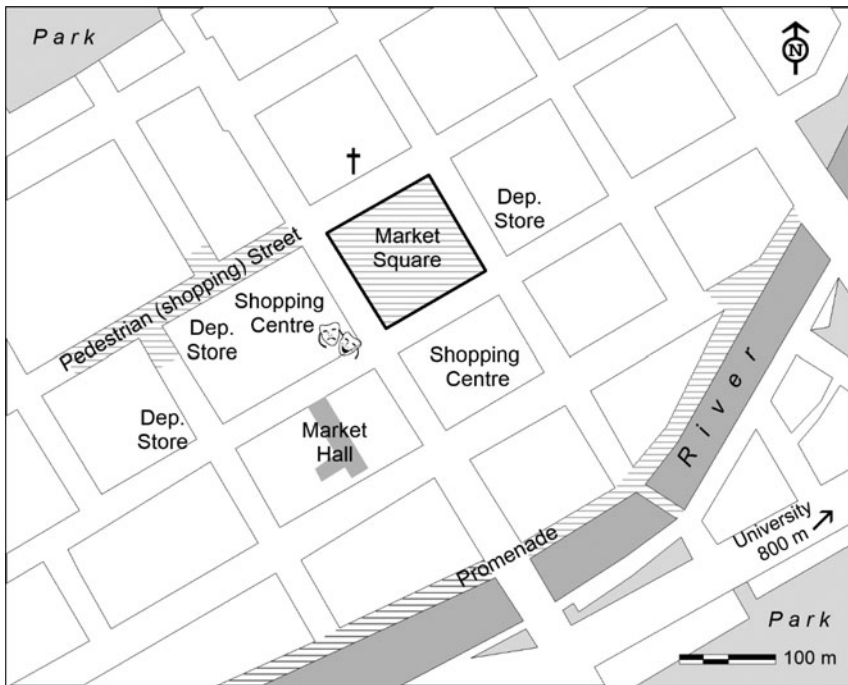 Park
N
Dep.
Store
Market
Square
Pedestrian (shopping) Street
Shopping
Centre
Dep.
Store
Shopping
Centre
Dep.
Store
Market
Hall
River
Promenade
University
800 m
Park
100 m